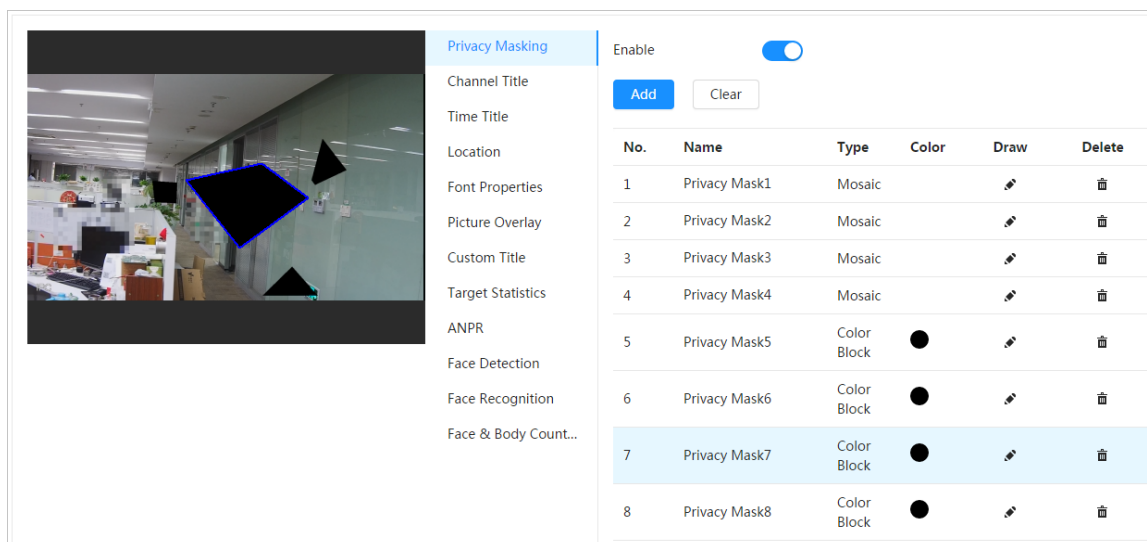 Privacy Masking
Channel Title
Time Title
Location
Font Properties
Picture Overlay
Custom Title
Target Statistics
ANPR
Face Detection
Face Recognition
Face & Body Count...
Enable
Add Clear
No. Name Type Color Draw Delete
1 Privacy Mask1 Mosaic
2 Privacy Mask2 Mosaic
3 Privacy Mask3 Mosaic
4 Privacy Mask4 Mosaic
5 Privacy Mask5 Color
Block
6 Privacy Mask6 Color
Block
7 Privacy Mask7 Color
Block
8 Privacy Mask8 Color
Block